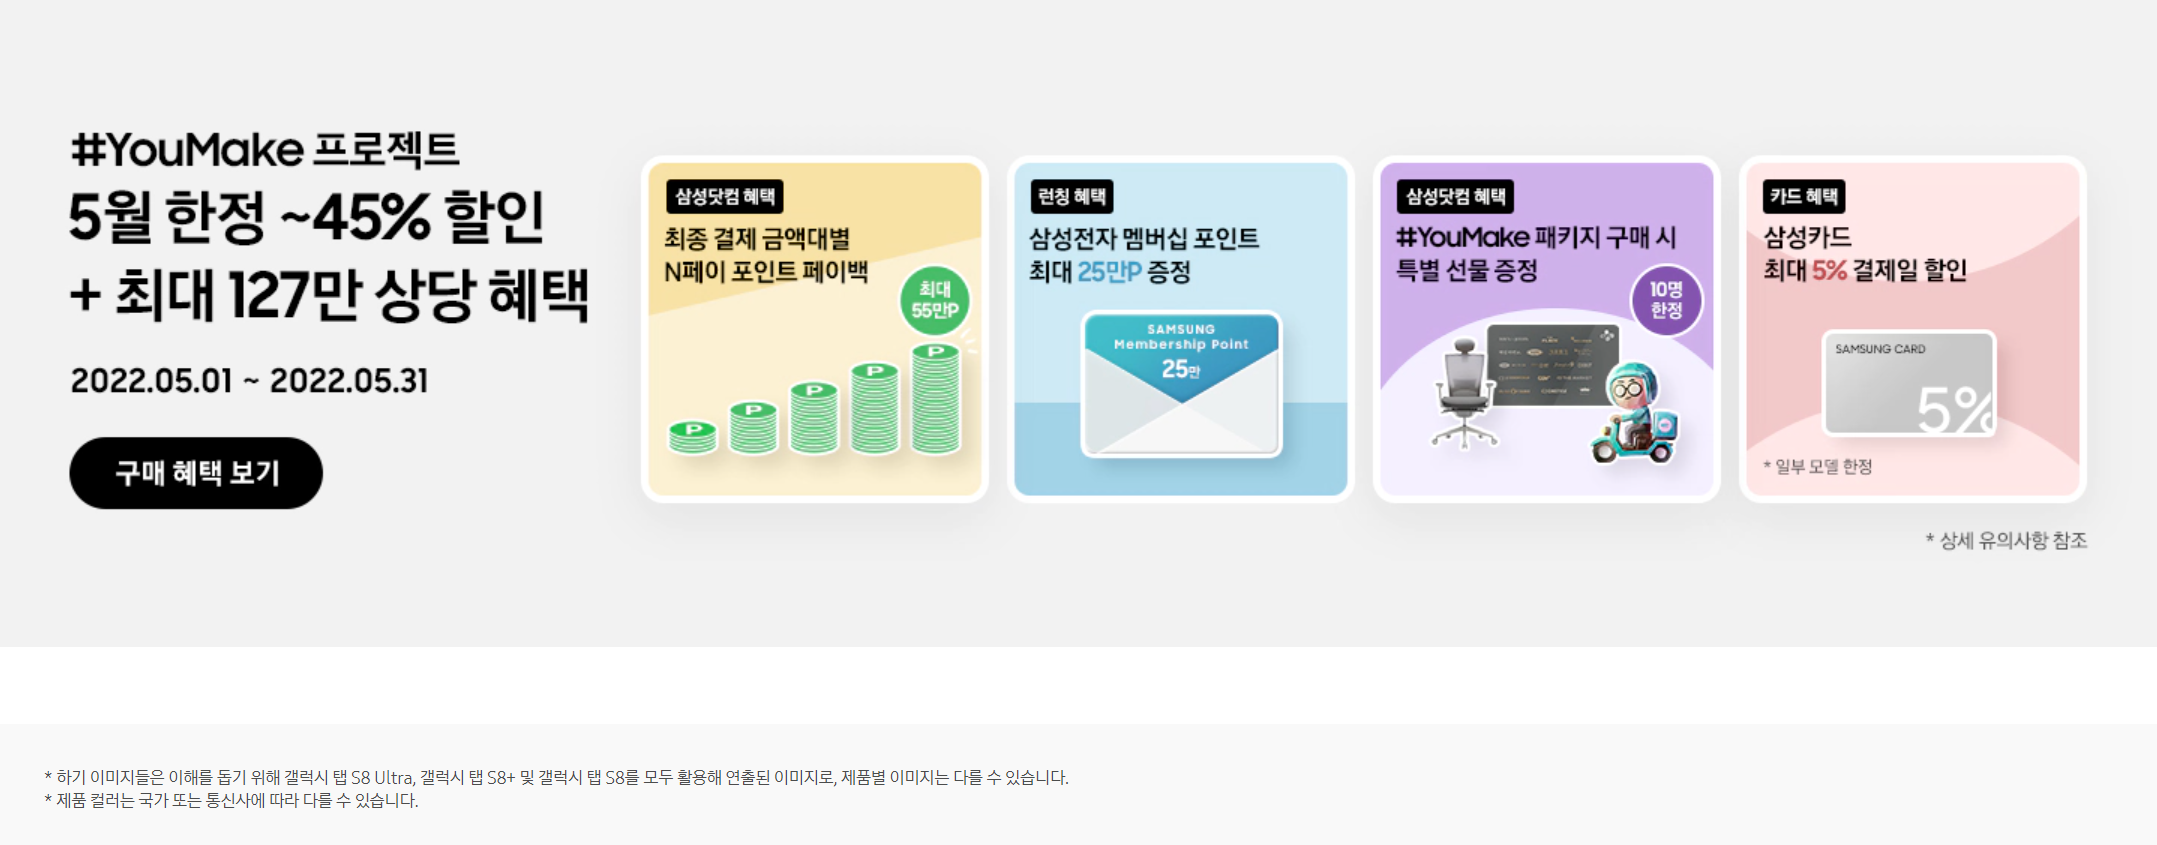 #YouMake 프로젝트
5월 한정 ~45% 할인
+ 최대 127만 상당 혜택
2022.05.01 ~ 2022.05.31
구매 혜택 보기
삼성닷컴 혜택
최종 결제 금액대별
N페이 포인트 페이백
최대
55만P
P
P
P
P
P
런칭 혜택
삼성전자 멤버십 포인트
최대 25만P 증정
SAMSUNG
Membership Point
25만
삼성닷컴 혜택
#YouMake 패키지 구매 시
특별 선물 증정
10명
한정
카드 혜택
삼성카드
최대 5% 결제일 할인
SAMSUNG CARD
5%
* 일부 모델 한정
* 상세 유의사항 참조
* 하기 이미지들은 이해를 돕기 위해 갤럭시 탭 S8 Ultra, 갤럭시 탭 S8+ 및 갤럭시 탭 S8를 모두 활용해 연출된 이미지로, 제품별 이미지는 다를 수 있습니다.
* 제품 컬러는 국가 또는 통신사에 따라 다를 수 있습니다.